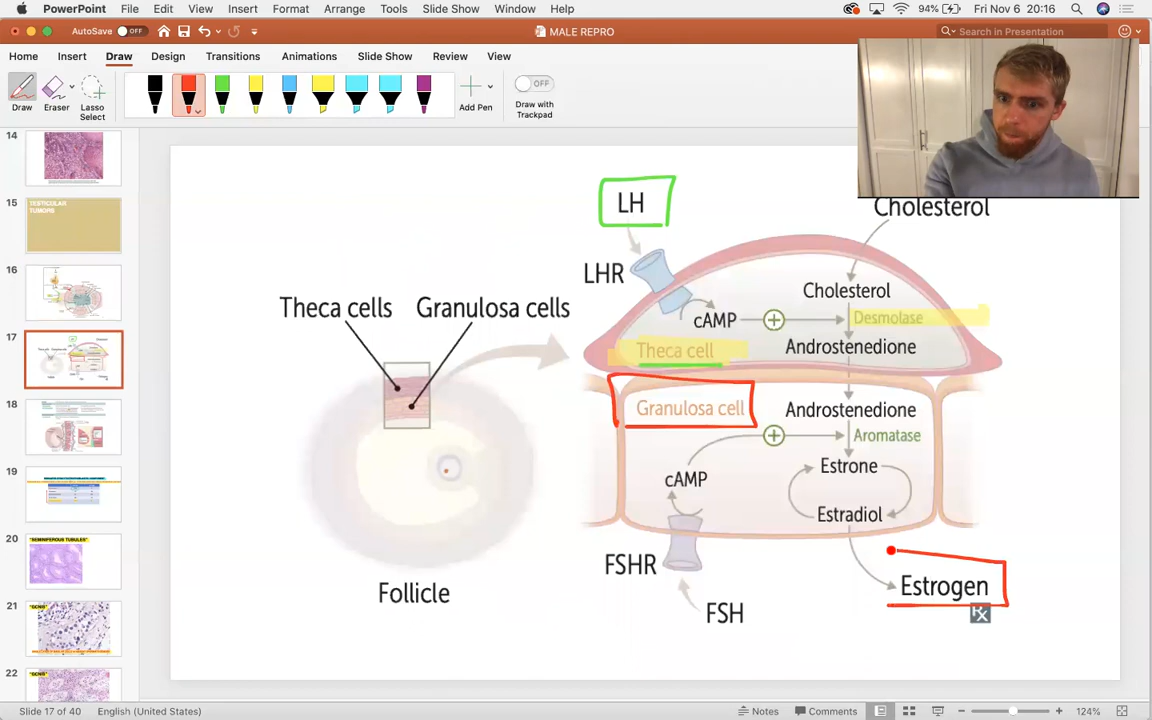 PowerPoint File Edit View Insert Format Arrange Tools Slide Show Window Help 94% Fri Nov 6 20:16
AutoSave OFF MALE REPRO Search in Presentation
Home Insert Draw Design Transitions Animations Slide Show Review View
Draw Eraser Lasso Select Add Pen OFF Draw with Trackpad
14
15
TESTICULAR
TUMORS
16
17
18
19
20
"SEMINIFEROUS TUBULES"
21
"GCNIS"
22
LH
Cholesterol
LHR
Cholesterol
cAMP
+
Desmolase
Theca cell
Androstenedione
Theca cells Granulosa cells
Granulosa cell
Androstenedione
+
Aromatase
Estrone
cAMP
Estradiol
FSHR
Estrogen
Rx
Follicle
FSH
Slide 17 of 40 English (United States) Notes Comments 124%